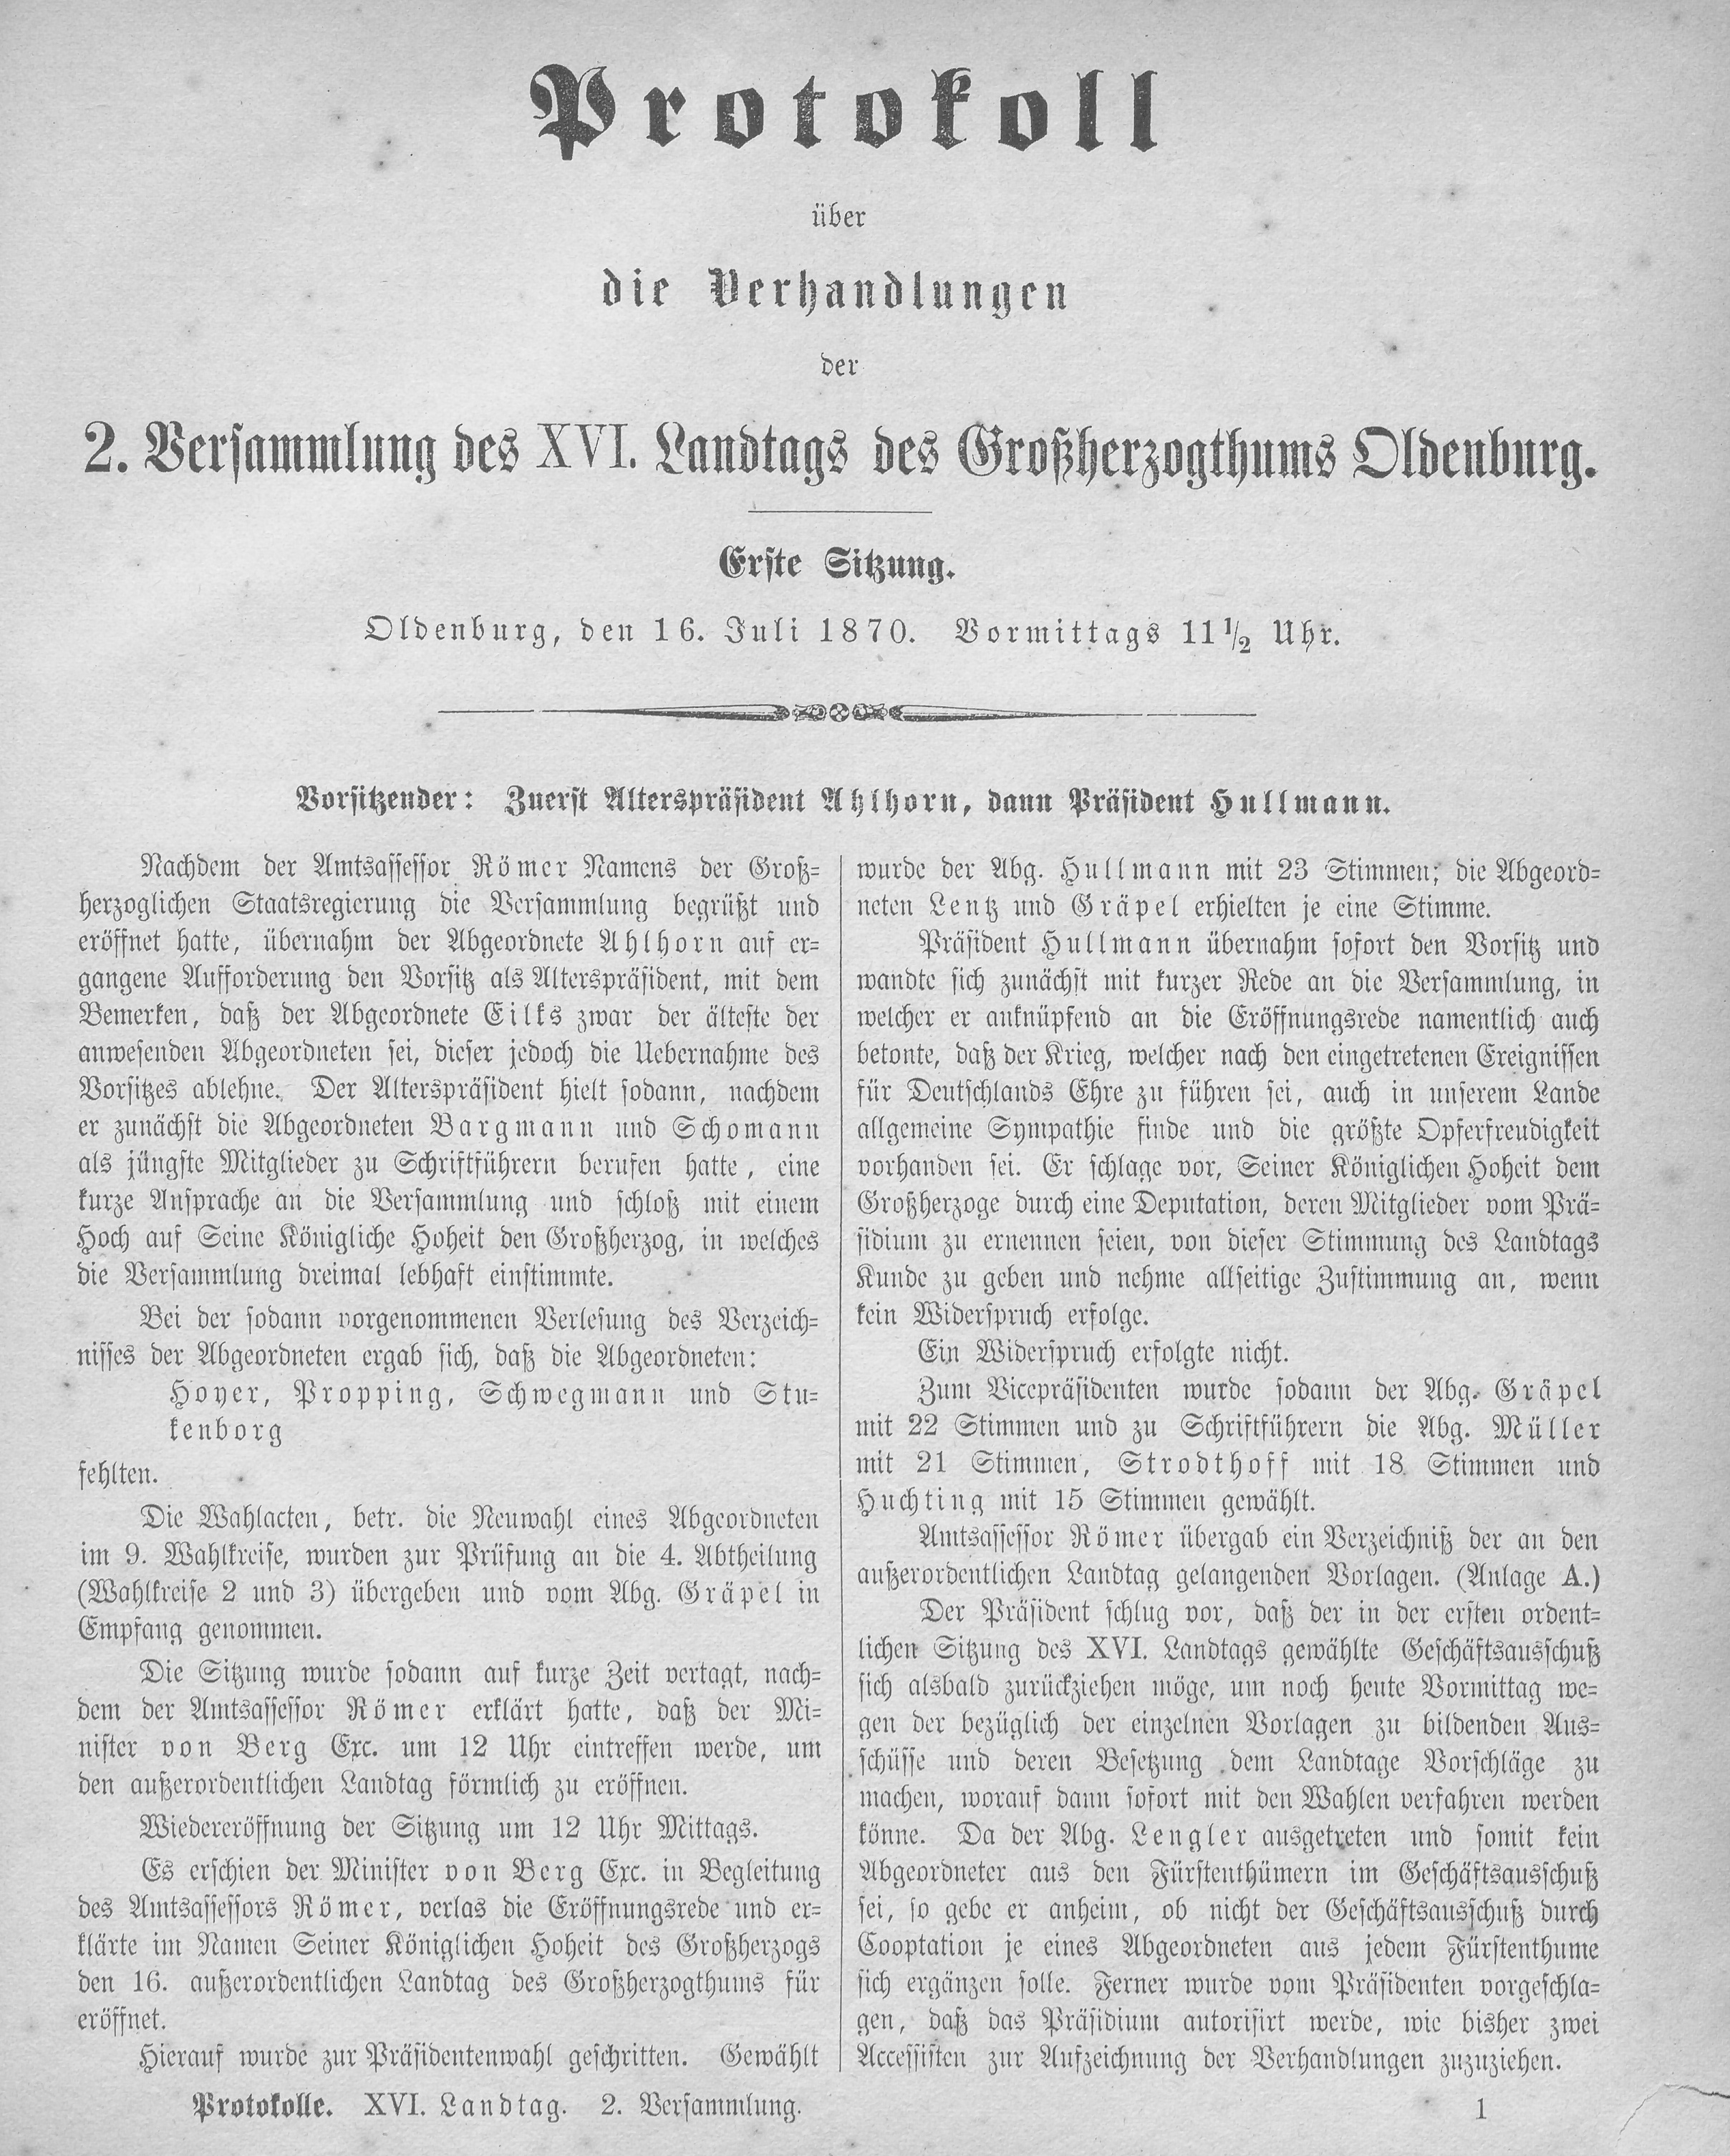 Protokoll
über
die Verhandlungen
der
2. Versammlung des XVI. Landtags des Großherzogthums Oldenburg.
Erste Sitzung.
Oldenburg, den 16. Juli 1870. Vormittags 11½ Uhr.
Vorsitzender: Zuerst Alterspräsident Ahlhorn, dann Präsident Hullmann.
Nachdem der Amtsassessor Römer Namens der Groß-
herzoglichen Staatsregierung die Versammlung begrüßt und
eröffnet hatte, übernahm der Abgeordnete Ahlhorn auf er-
gangene Aufforderung den Vorsitz als Alterspräsident, mit dem
Bemerken, daß der Abgeordnete Eilks zwar der älteste der
anwesenden Abgeordneten sei, dieser jedoch die Uebernahme des
Vorsitzes ablehne. Der Alterspräsident hielt sodann, nachdem
er zunächst die Abgeordneten Bargmann und Schomann
als jüngste Mitglieder zu Schriftführern berufen hatte, eine
kurze Ansprache an die Versammlung und schloß mit einem
Hoch auf Seine Königliche Hoheit den Großherzog, in welches
die Versammlung dreimal lebhaft einstimmte.
Bei der sodann vorgenommenen Verlesung des Verzeich-
nisses der Abgeordneten ergab sich, daß die Abgeordneten:
Hoyer, Propping, Schwegmann und Stu-
kenborg
fehlten.
Die Wahlacten, betr. die Neuwahl eines Abgeordneten
im 9. Wahlkreise, wurden zur Prüfung an die 4. Abtheilung
(Wahlkreise 2 und 3) übergeben und vom Abg. Gräpel in
Empfang genommen.
Die Sitzung wurde sodann auf kurze Zeit vertagt, nach-
dem der Amtsassessor Römer erklärt hatte, daß der Mi-
nister von Berg Exc. um 12 Uhr eintreffen werde, um
den außerordentlichen Landtag förmlich zu eröffnen.
Wiedereröffnung der Sitzung um 12 Uhr Mittags.
Es erschien der Minister von Berg Exc. in Begleitung
des Amtsassessors Römer, verlas die Eröffnungsrede und er-
klärte im Namen Seiner Königlichen Hoheit des Großherzogs
den 16. außerordentlichen Landtag des Großherzogthums für
eröffnet.
Hierauf wurde zur Präsidentenwahl geschritten. Gewählt
wurde der Abg. Hullmann mit 23 Stimmen; die Abgeord-
neten Lentz und Gräpel erhielten je eine Stimme.
Präsident Hullmann übernahm sofort den Vorsitz und
wandte sich zunächst mit kurzer Rede an die Versammlung, in
welcher er anknüpfend an die Eröffnungsrede namentlich auch
betonte, daß der Krieg, welcher nach den eingetretenen Ereignissen
für Deutschlands Ehre zu führen sei, auch in unserem Lande
allgemeine Sympathie finde und die größte Opferfreudigkeit
vorhanden sei. Er schlage vor, Seiner Königlichen Hoheit dem
Großherzoge durch eine Deputation, deren Mitglieder vom Prä-
sidium zu ernennen seien, von dieser Stimmung des Landtags
Kunde zu geben und nehme allseitige Zustimmung an, wenn
kein Widerspruch erfolge.
Ein Widerspruch erfolgte nicht.
Zum Vicepräsidenten wurde sodann der Abg. Gräpel
mit 22 Stimmen und zu Schriftführern die Abg. Müller
mit 21 Stimmen, Strodthoff mit 18 Stimmen und
Huchting mit 15 Stimmen gewählt.
Amtsassessor Römer übergab ein Verzeichniß der an den
außerordentlichen Landtag gelangenden Vorlagen. (Anlage A.)
Der Präsident schlug vor, daß der in der ersten ordent-
lichen Sitzung des XVI. Landtags gewählte Geschäftsausschuß
sich alsbald zurückziehen möge, um noch heute Vormittag we-
gen der bezüglich der einzelnen Vorlagen zu bildenden Aus-
schüsse und deren Besetzung dem Landtage Vorschläge zu
machen, worauf dann sofort mit den Wahlen verfahren werden
könne. Da der Abg. Lengler ausgetreten und somit kein
Abgeordneter aus den Fürstenthümern im Geschäftsausschuß
sei, so gebe er anheim, ob nicht der Geschäftsausschuß durch
Cooptation je eines Abgeordneten aus jedem Fürstenthume
sich ergänzen solle. Ferner wurde vom Präsidenten vorgeschla-
gen, daß das Präsidium autorisirt werde, wie bisher zwei
Accessisten zur Aufzeichnung der Verhandlungen zuzuziehen.
Protokolle. XVI. Landtag. 2. Versammlung.
1